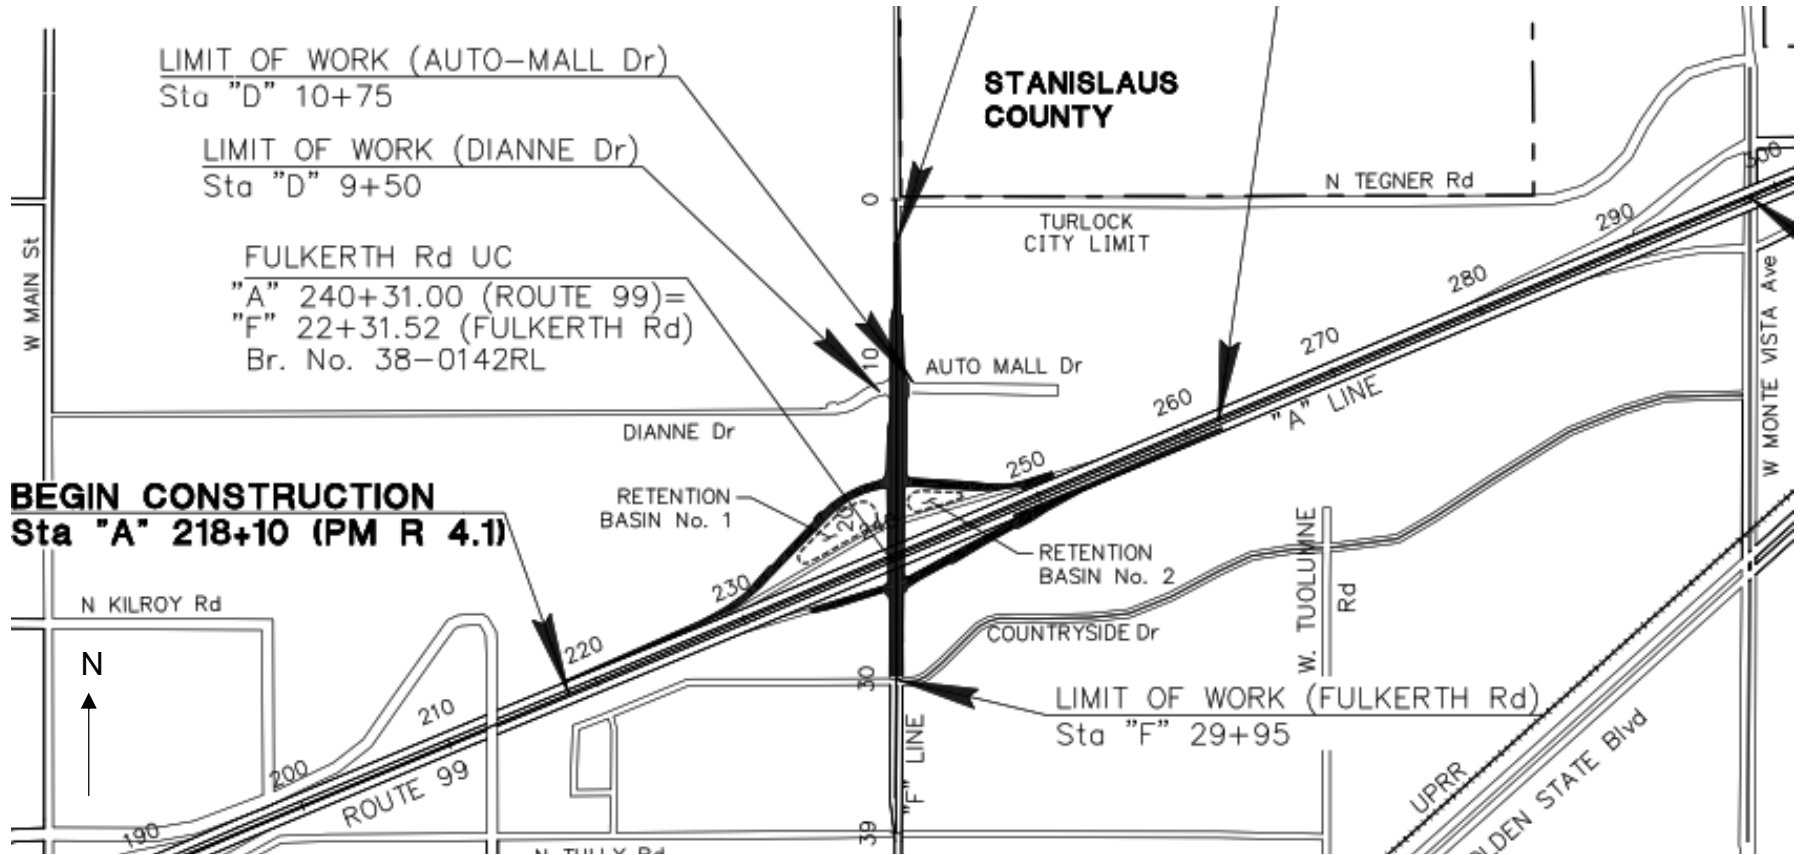 LIMIT OF WORK (AUTO-MALL Dr)
Sta "D" 10+75
STANISLAUS
COUNTY
LIMIT OF WORK (DIANNE Dr)
Sta "D" 9+50
N TEGNER Rd
TURLOCK
CITY LIMIT
0
300
290
280
270
260
250
FULKERTH Rd UC
"A" 240+31.00 (ROUTE 99)=
"F" 22+31.52 (FULKERTH Rd)
Br. No. 38-0142RL
W MAIN St
W MONTE VISTA Ave
10
AUTO MALL Dr
"A" LINE
DIANNE Dr
BEGIN CONSTRUCTION
Sta "A" 218+10 (PM R 4.1)
RETENTION
BASIN No. 1
20
240
RETENTION
BASIN No. 2
W. TUOLUMNE
Rd
230
N KILROY Rd
COUNTRYSIDE Dr
220
N
30
LIMIT OF WORK (FULKERTH Rd)
Sta "F" 29+95
210
200
190
ROUTE 99
"F" LINE
39
UPRR
LDEN STATE Blvd
N TULLY Rd